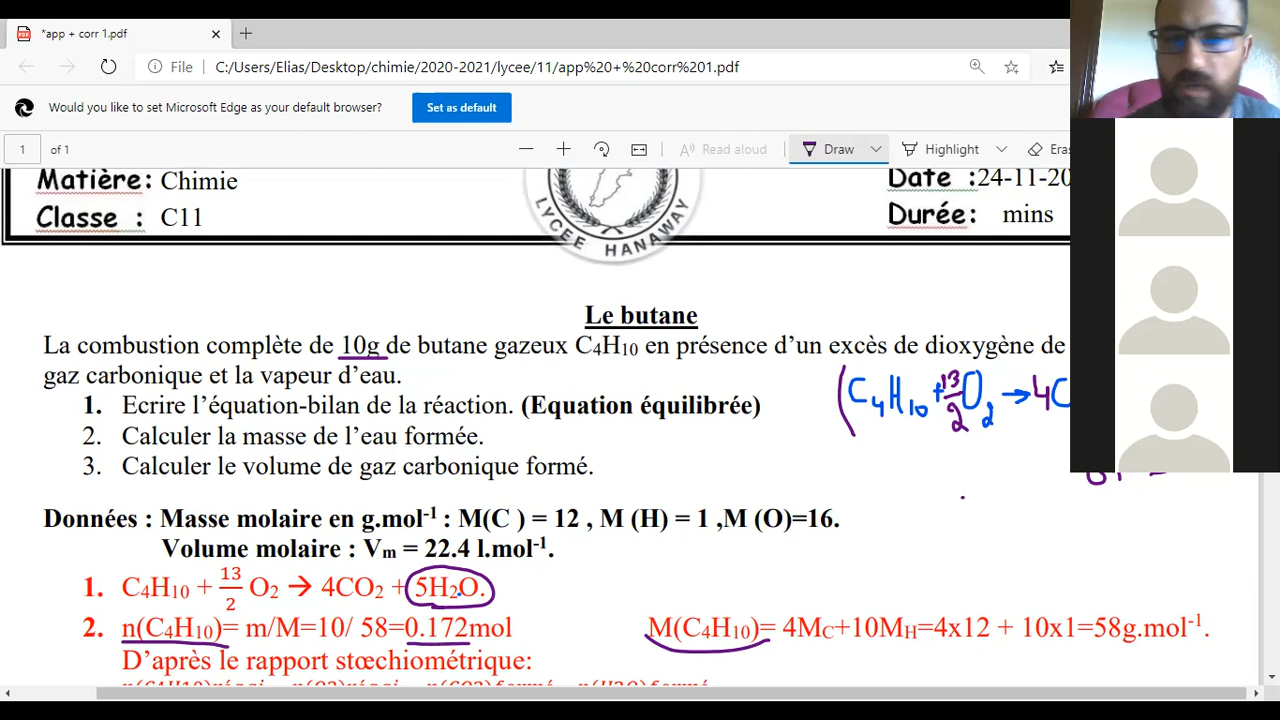 *app + corr 1.pdf
File C:/Users/Elias/Desktop/chimie/2020-2021/lycee/11/app%20+%20corr%201.pdf
Would you like to set Microsoft Edge as your default browser? Set as default
1 of 1 Read aloud Draw Highlight Eras
Matière: Chimie
Date :24-11-20
Classe : C11
Durée: mins
LYCEE HANAWAY
Le butane
La combustion complète de 10g de butane gazeux C₄H₁₀ en présence d’un excès de dioxygène de
gaz carbonique et la vapeur d’eau.
(C₄H₁₀ + 13/2 O₂ → 4C
1. Ecrire l’équation-bilan de la réaction. (Equation équilibrée)
2. Calculer la masse de l’eau formée.
3. Calculer le volume de gaz carbonique formé.
Données : Masse molaire en g.mol⁻¹ : M(C ) = 12 , M (H) = 1 ,M (O)=16.
Volume molaire : Vₘ = 22.4 l.mol⁻¹.
1. C₄H₁₀ + 13/2 O₂ → 4CO₂ + 5H₂O.
2. n(C₄H₁₀)= m/M=10/ 58=0.172mol M(C₄H₁₀)= 4MC+10MH=4x12 + 10x1=58g.mol⁻¹.
D’après le rapport stœchiométrique: